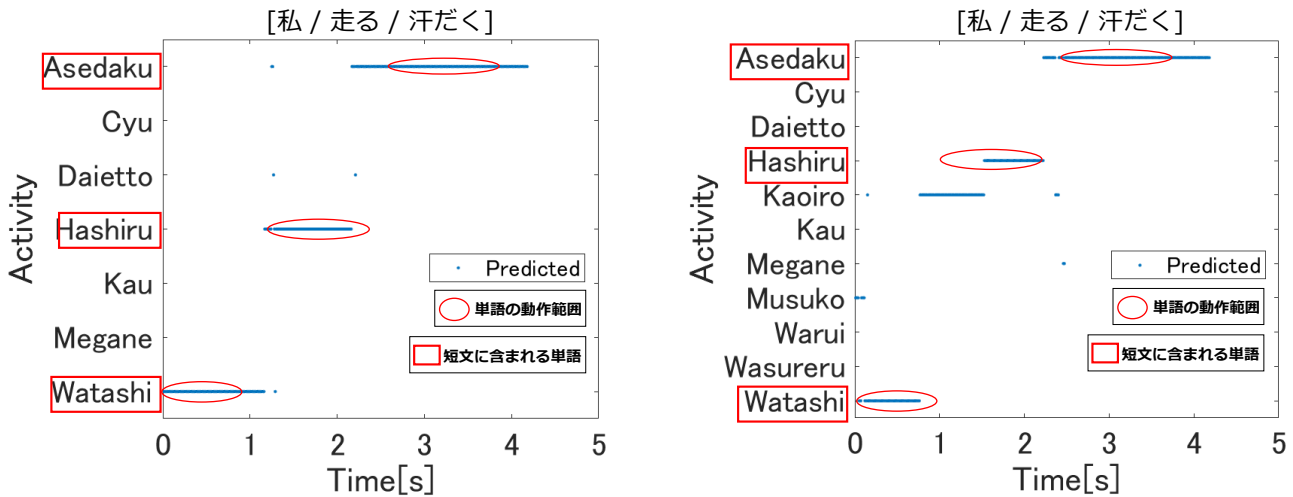 [私 / 走る / 汗だく]
Activity
Asedaku
Cyu
Daietto
Hashiru
Kau
Megane
Watashi
Predicted
単語の動作範囲
短文に含まれる単語
0 1 2 3 4 5
Time[s]
[私 / 走る / 汗だく]
Activity
Asedaku
Cyu
Daietto
Hashiru
Kaoiro
Kau
Megane
Musuko
Warui
Wasureru
Watashi
Predicted
単語の動作範囲
短文に含まれる単語
0 1 2 3 4 5
Time[s]